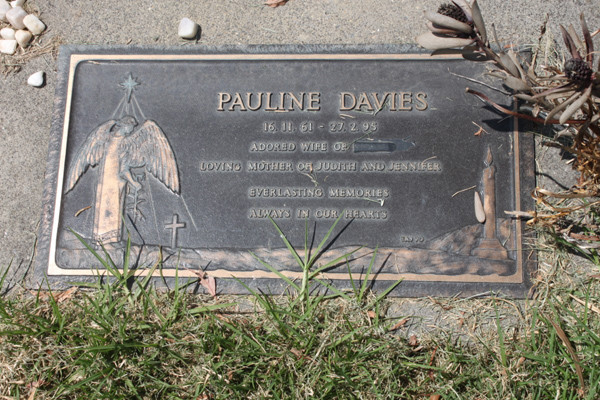 PAULINE DAVIES
16.11.61 - 27.2.95
ADORED WIFE OF
LOVING MOTHER OF JUDITH AND JENNIFER
EVERLASTING MEMORIES
ALWAYS IN OUR HEARTS